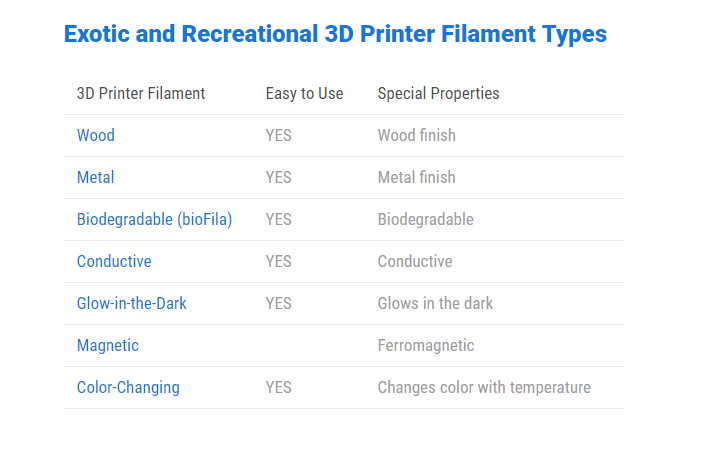 Exotic and Recreational 3D Printer Filament Types
3D Printer Filament Easy to Use Special Properties
Wood YES Wood finish
Metal YES Metal finish
Biodegradable (bioFila) YES Biodegradable
Conductive YES Conductive
Glow-in-the-Dark YES Glows in the dark
Magnetic Ferromagnetic
Color-Changing YES Changes color with temperature